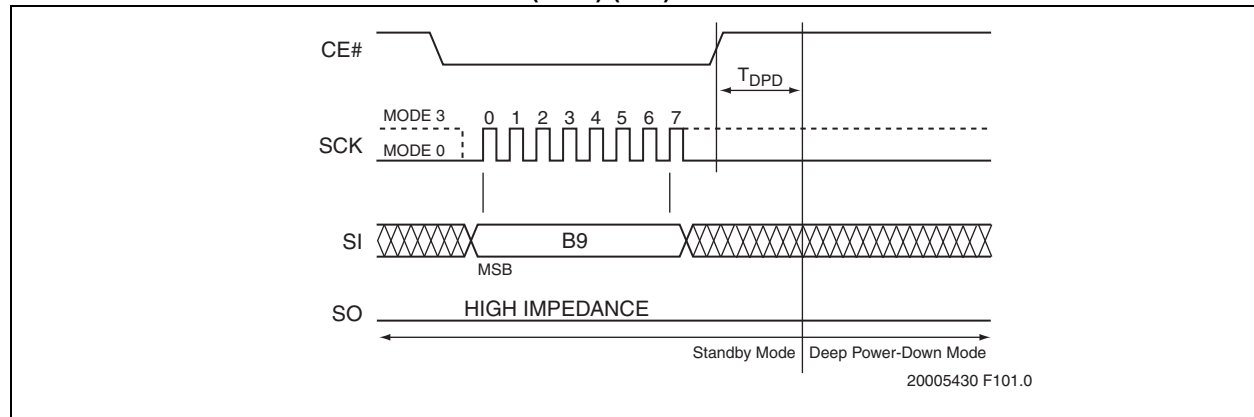 CE#
T_DPD
MODE 3
0 1 2 3 4 5 6 7
SCK
MODE 0
SI
B9
MSB
SO
HIGH IMPEDANCE
Standby Mode
Deep Power-Down Mode
20005430 F101.0